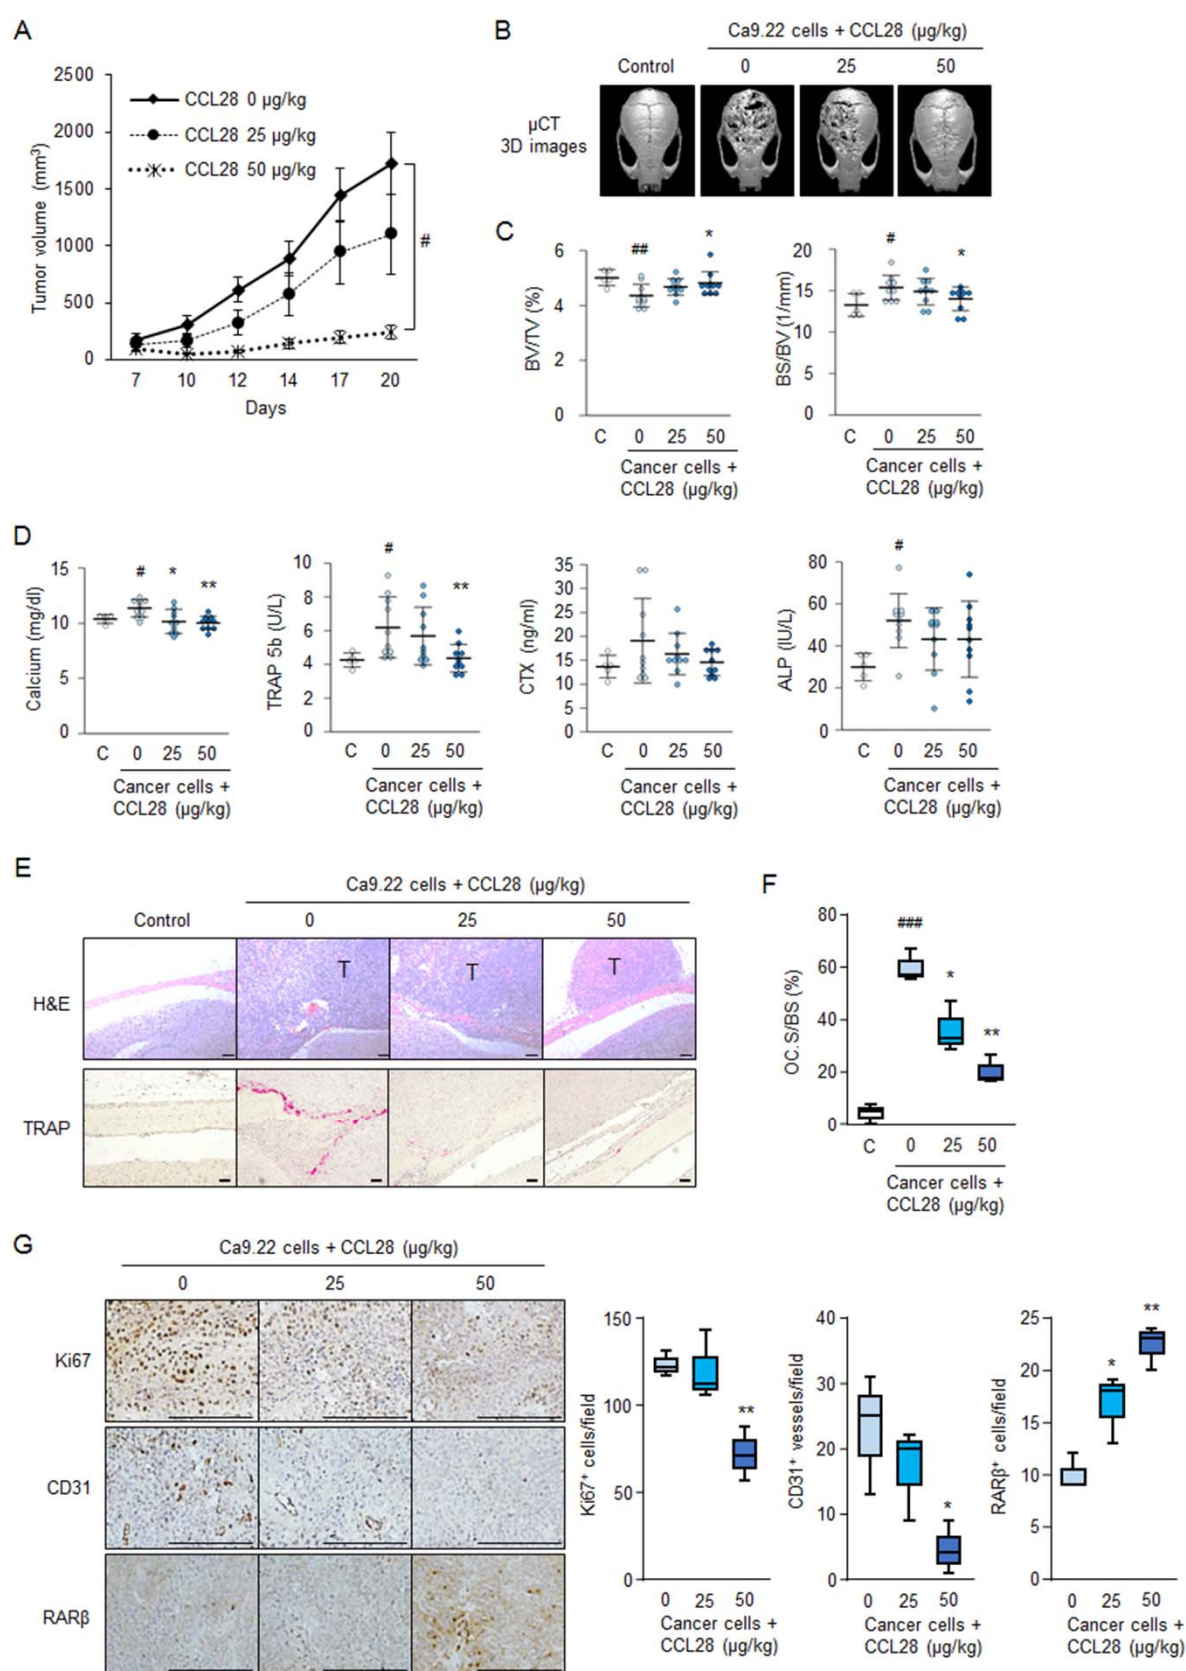 A
2500
2000
1500
1000
500
0
Tumor volume (mm³)
CCL28 0 µg/kg
CCL28 25 µg/kg
CCL28 50 µg/kg
#
7 10 12 14 17 20
Days
B
Ca9.22 cells + CCL28 (µg/kg)
Control 0 25 50
µCT
3D images
C
6
4
2
0
BV/TV (%)
## *
C 0 25 50
Cancer cells +
CCL28 (µg/kg)
20
15
10
5
0
BS/BV (1/mm)
# *
C 0 25 50
Cancer cells +
CCL28 (µg/kg)
D
15
10
5
0
Calcium (mg/dl)
# * **
C 0 25 50
Cancer cells +
CCL28 (µg/kg)
10
8
6
4
2
0
TRAP 5b (U/L)
# **
C 0 25 50
Cancer cells +
CCL28 (µg/kg)
35
30
25
20
15
10
5
0
CTX (ng/ml)
C 0 25 50
Cancer cells +
CCL28 (µg/kg)
80
60
40
20
0
ALP (IU/L)
#
C 0 25 50
Cancer cells +
CCL28 (µg/kg)
E
Ca9.22 cells + CCL28 (µg/kg)
Control 0 25 50
H&E
T T T
TRAP
F
80
60
40
20
0
OC.S/BS (%)
### * **
C 0 25 50
Cancer cells +
CCL28 (µg/kg)
G
Ca9.22 cells + CCL28 (µg/kg)
0 25 50
Ki67
CD31
RARβ
150
100
50
0
Ki67⁺ cells/field
**
0 25 50
Cancer cells +
CCL28 (µg/kg)
40
30
20
10
0
CD31⁺ vessels/field
*
0 25 50
Cancer cells +
CCL28 (µg/kg)
25
20
15
10
5
0
RARβ⁺ cells/field
* **
0 25 50
Cancer cells +
CCL28 (µg/kg)